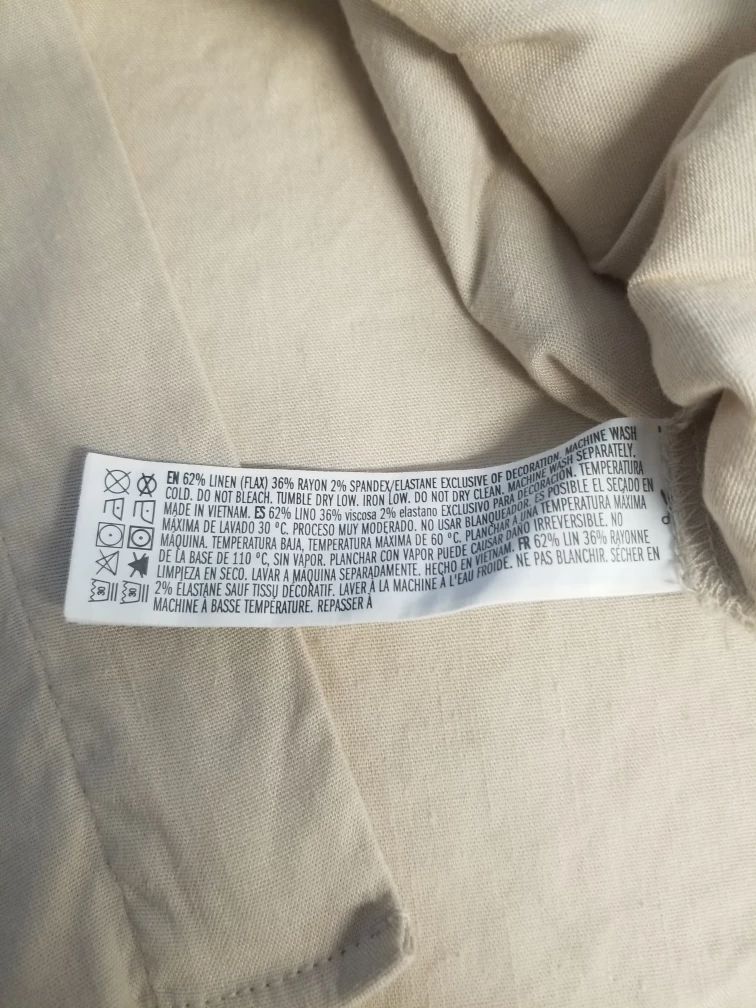 EN 62% LINEN (FLAX) 36% RAYON 2% SPANDEX/ELASTANE EXCLUSIVE OF DECORATION. MACHINE WASH
COLD. DO NOT BLEACH. TUMBLE DRY LOW. IRON LOW. DO NOT DRY CLEAN. MACHINE WASH SEPARATELY.
MADE IN VIETNAM. ES 62% LINO 36% viscosa 2% elastano EXCLUSIVO PARA DECORACIÓN. TEMPERATURA
MÁXIMA DE LAVADO 30 °C. PROCESO MUY MODERADO. NO USAR BLANQUEADOR. ES POSIBLE EL SECADO EN
MÁQUINA. TEMPERATURA BAJA, TEMPERATURA MÁXIMA DE 60 °C. PLANCHAR A UNA TEMPERATURA MÁXIMA
DE LA BASE DE 110 °C, SIN VAPOR. PLANCHAR CON VAPOR PUEDE CAUSAR DAÑO IRREVERSIBLE. NO
LIMPIEZA EN SECO. LAVAR A MÁQUINA SEPARADAMENTE. HECHO EN VIETNAM. FR 62% LIN 36% RAYONNE
2% ÉLASTANE SAUF TISSU DÉCORATIF. LAVER À LA MACHINE À L'EAU FROIDE. NE PAS BLANCHIR. SÉCHER EN
MACHINE À BASSE TEMPÉRATURE. REPASSER À
30 30